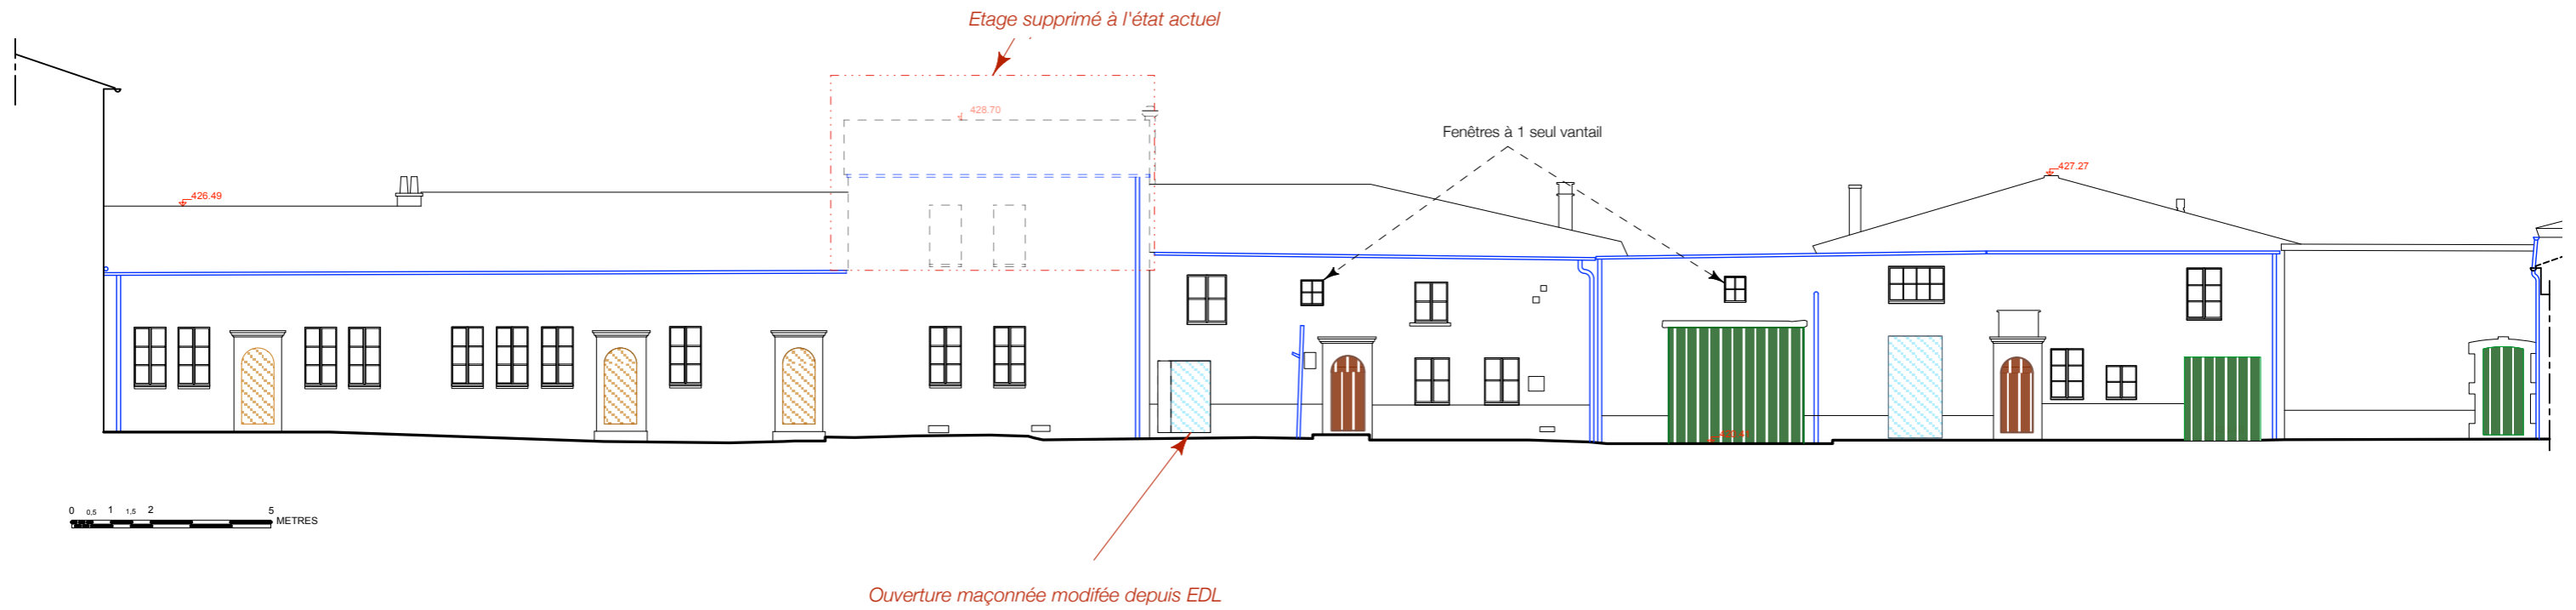 Etage supprimé à l'état actuel
428.70
Fenêtres à 1 seul vantail
427.27
426.49
0 0,5 1 1,5 2 5
METRES
Ouverture maçonnée modifée depuis EDL